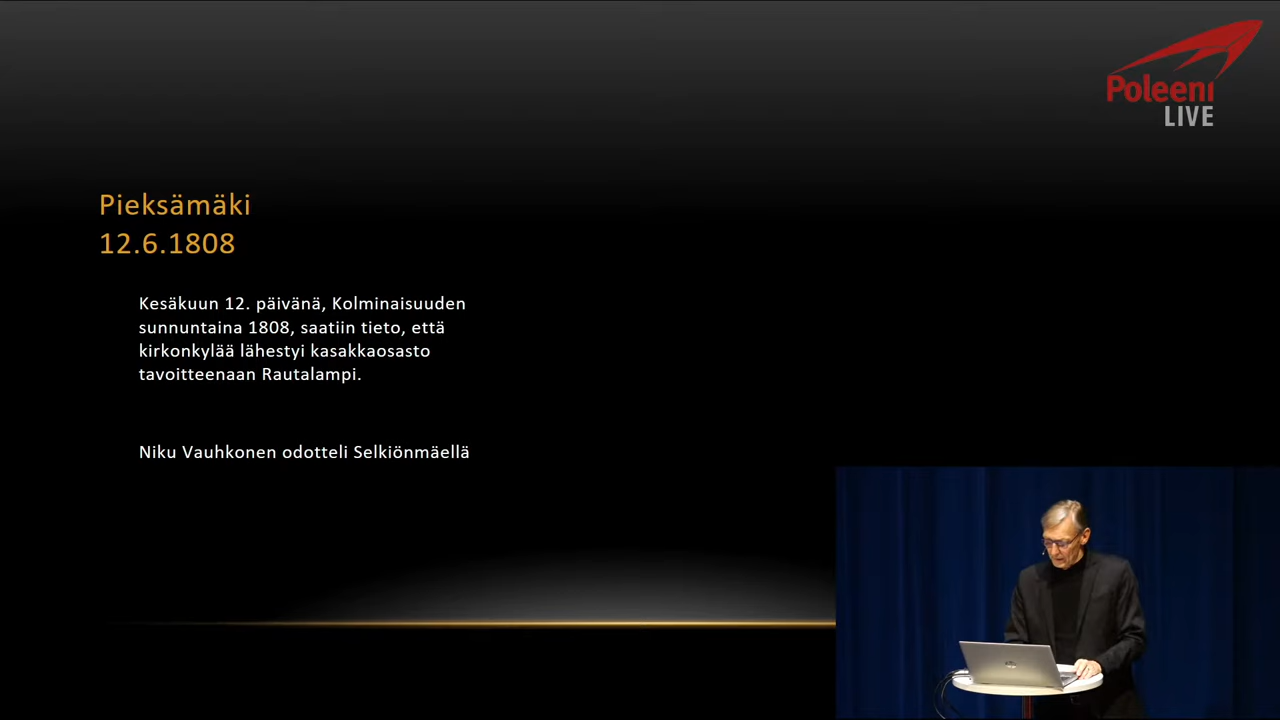 Poleeni
LIVE
Pieksämäki
12.6.1808
Kesäkuun 12. päivänä, Kolminaisuuden
sunnuntaina 1808, saatiin tieto, että
kirkonkylää lähestyi kasakkaosasto
tavoitteenaan Rautalampi.
Niku Vauhkonen odotteli Selkiönmäellä